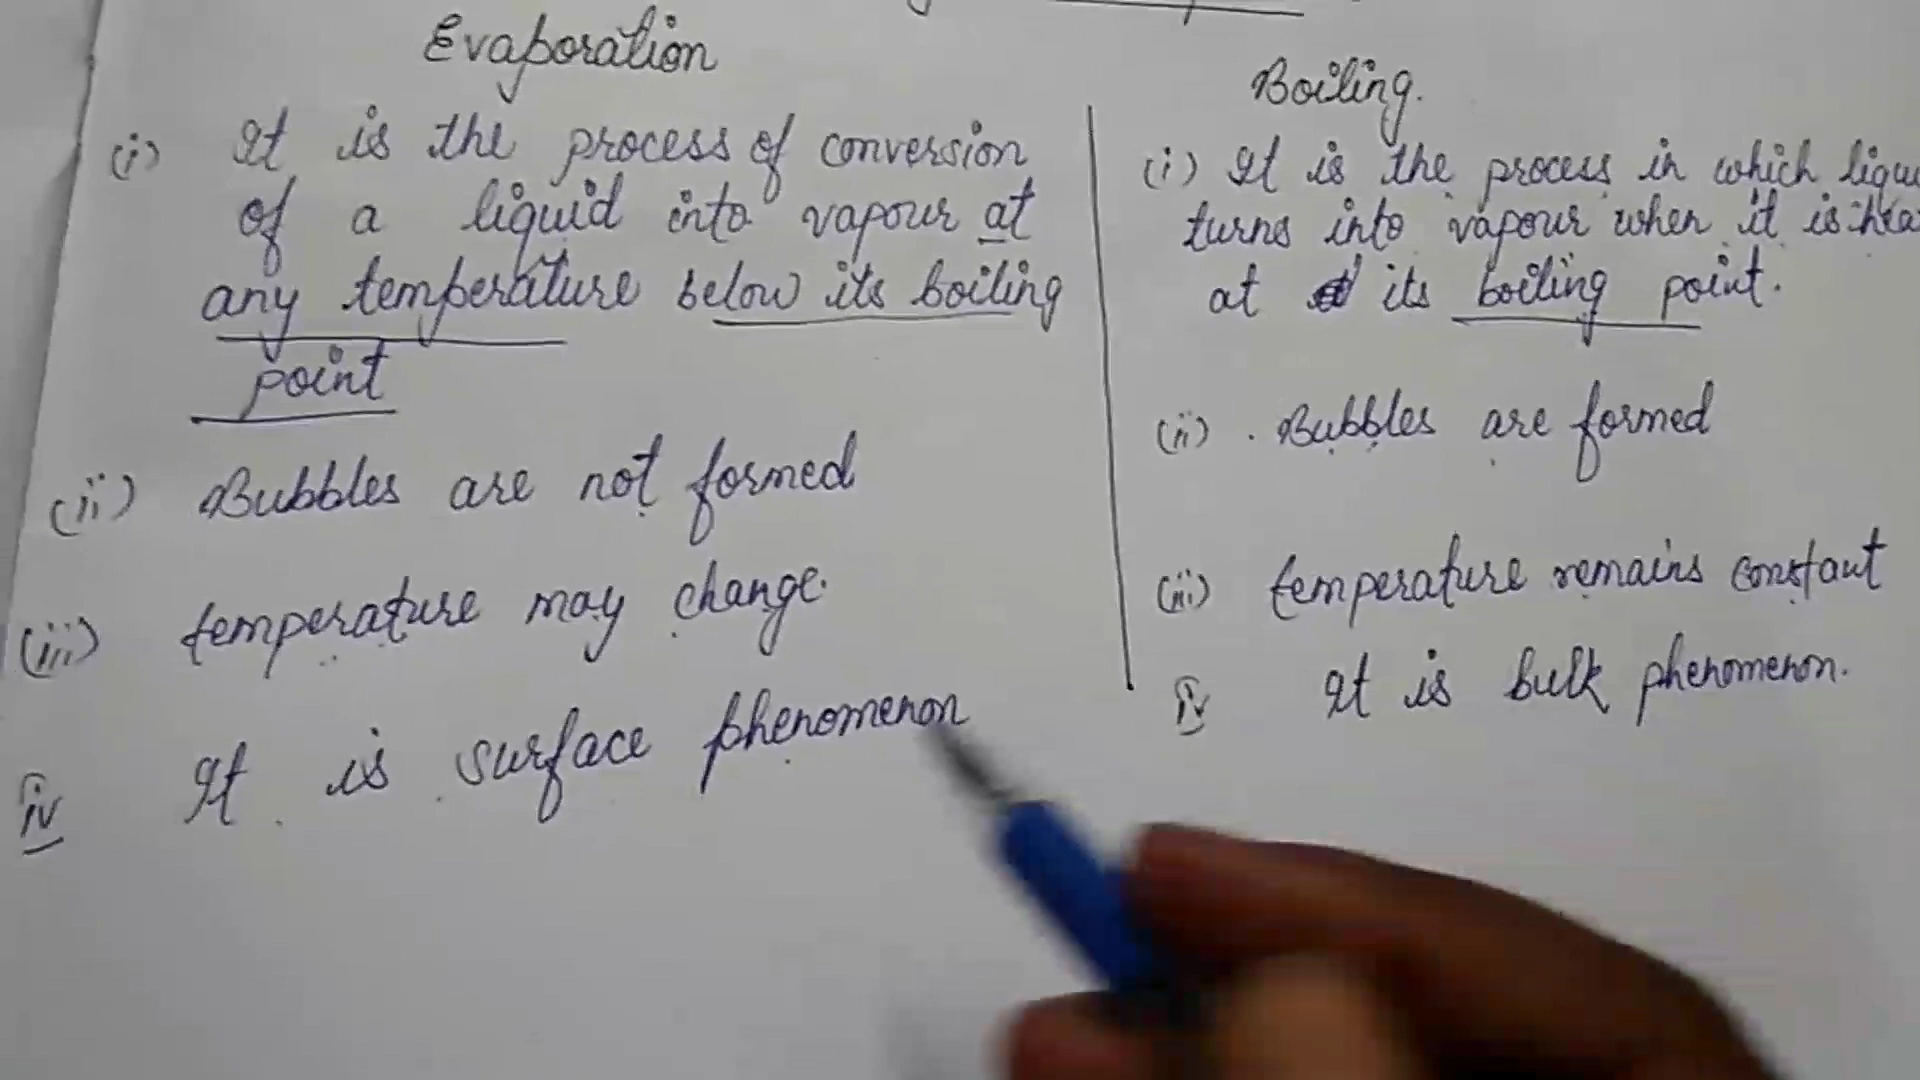 Evaporation
(i) It is the process of conversion
of a liquid into vapour at
any temperature below its boiling
point
(ii) Bubbles are not formed
(iii) temperature may change.
iv It is surface phenomenon
Boiling.
(i) It is the process in which
turns into vapour when it is
at its boiling point.
(ii) Bubbles are formed
(iii) temperature remains constant
iv It is bulk phenomenon.